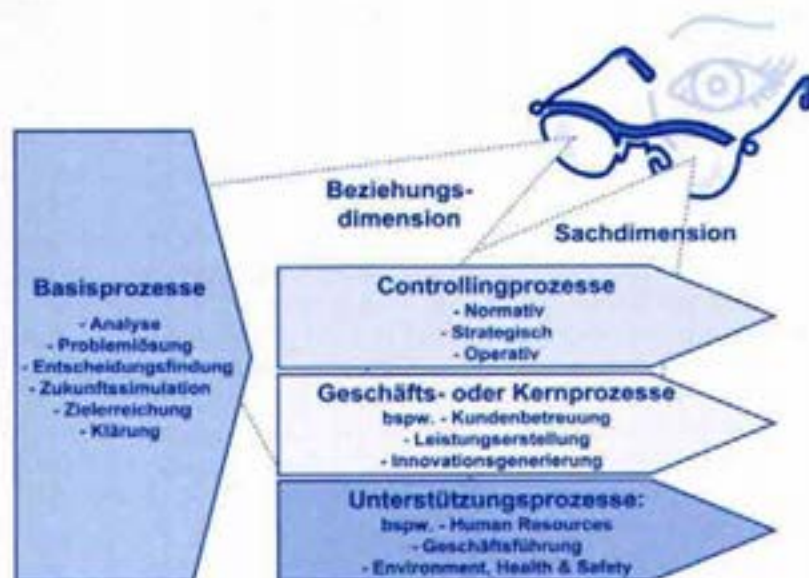 Beziehungs-
dimension
Sachdimension
Basisprozesse
- Analyse
- Problemlösung
- Entscheidungsfindung
- Zukunftssimulation
- Zielerreichung
- Klärung
Controllingprozesse
- Normativ
- Strategisch
- Operativ
Geschäfts- oder Kernprozesse
bspw. - Kundenbetreuung
- Leistungserstellung
- Innovationsgenerierung
Unterstützungsprozesse:
bspw. - Human Resources
- Geschäftsführung
- Environment, Health & Safety